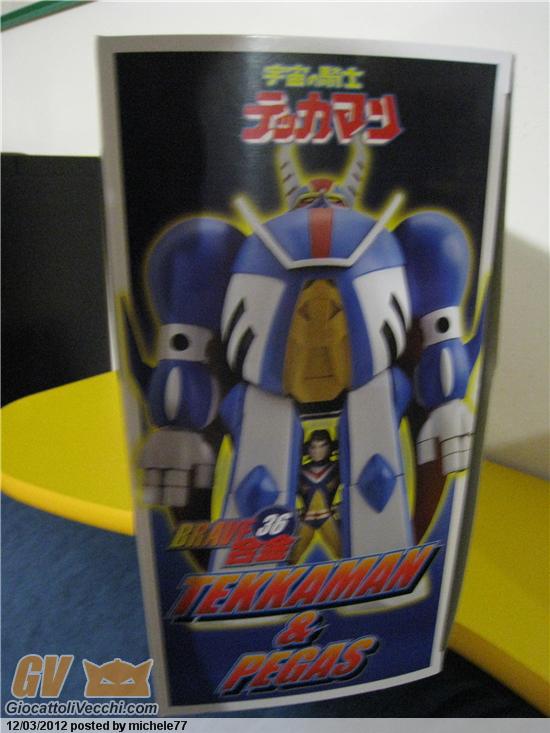 宇宙の騎士
テッカマン
BRAVE 36
合金
TEKKAMAN
&
PEGAS
GV
GiocattoliVecchi.com
12/03/2012 posted by michele77